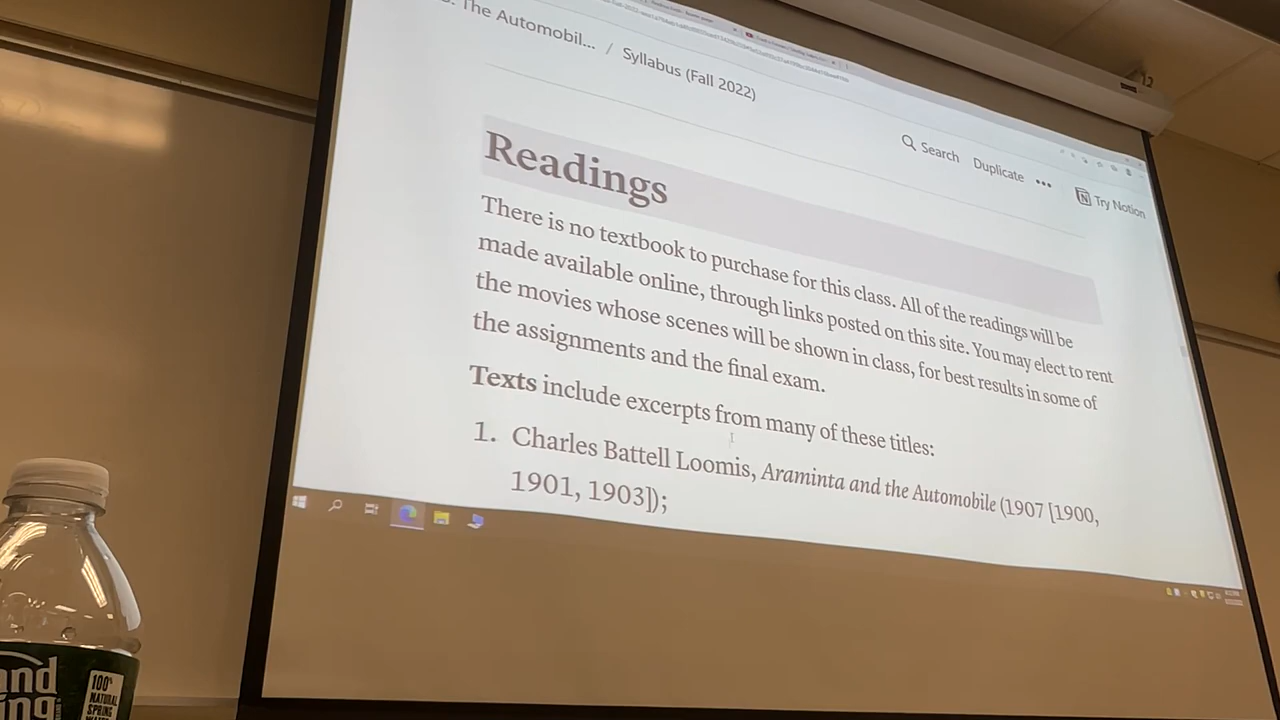 The Automobil... / Syllabus (Fall 2022)
Search Duplicate ••• Try Notion
Readings
There is no textbook to purchase for this class. All of the readings will be
made available online, through links posted on this site. You may elect to rent
the movies whose scenes will be shown in class, for best results in some of
the assignments and the final exam.
Texts include excerpts from many of these titles:
1. Charles Battell Loomis, Araminta and the Automobile (1907 [1900,
1901, 1903]);
100%
NATURAL
SPRING